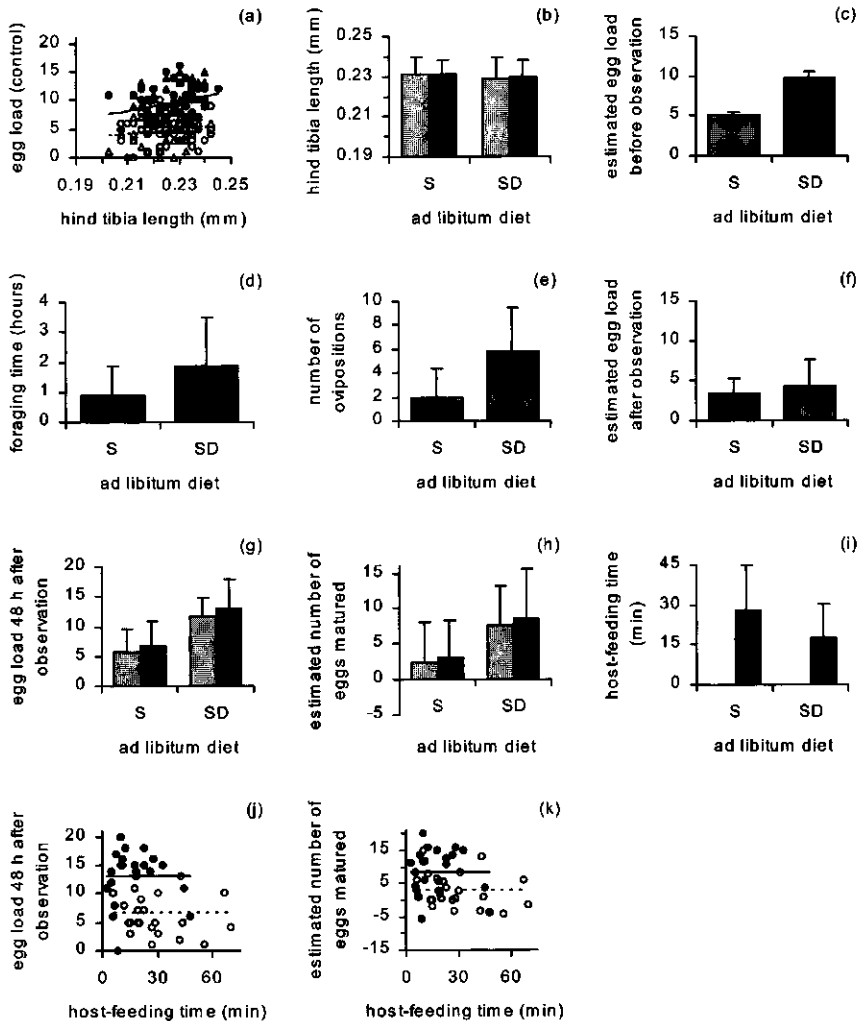 (a)
egg load (control)
20
15
10
5
0
0.19 0.21 0.23 0.25
hind tibia length (mm)
(b)
hind tibia length (mm)
0.25
0.23
0.21
0.19
S SD
ad libitum diet
(c)
estimated egg load
before observation
15
10
5
0
S SD
ad libitum diet
(d)
foraging time (hours)
4
3
2
1
0
S SD
ad libitum diet
(e)
number of
ovipositions
10
8
6
4
2
0
S SD
ad libitum diet
(f)
estimated egg load
after observation
15
10
5
0
S SD
ad libitum diet
(g)
egg load 48 h after
observation
20
15
10
5
0
S SD
ad libitum diet
(h)
estimated number of
eggs matured
15
10
5
0
-5
S SD
ad libitum diet
(i)
host-feeding time
(min)
45
30
15
0
S SD
ad libitum diet
(j)
egg load 48 h after
observation
20
15
10
5
0
0 30 60
host-feeding time (min)
(k)
estimated number of
eggs matured
25
15
5
-5
-15
0 30 60
host-feeding time (min)